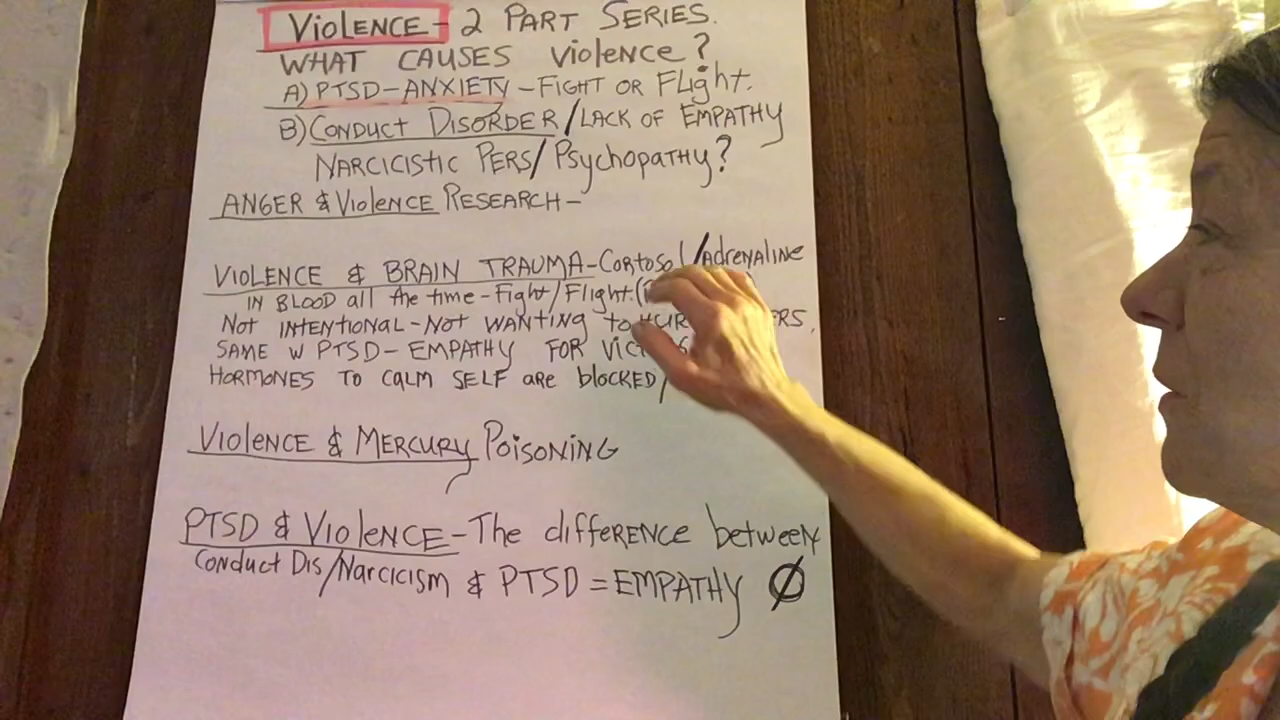 VIOLENCE - 2 PART SERIES.
WHAT CAUSES Violence?
A) PTSD-ANXIETY - FIGHT OR FLight.
B) CONDUCT DISORDER/LACK OF EMPATHY
NARCICISTIC PERS/PsychopATHY?
ANGER & Violence RESEARCH-
VIOLENCE & BRAIN TRAUMA-Cortosol/AdrenAline
IN BLOOD all the time - Fight/Flight.
NOT INTENTIONAL-NOT WANTING TO
SAME W PTSD- EMPATHY FOR
HORMONES TO CALM SELF are blocked/
Violence & MERCURY POISONING
PTSD & Violence-The difference between
Conduct Dis/Narcicism & PTSD = EMPATHY Ø